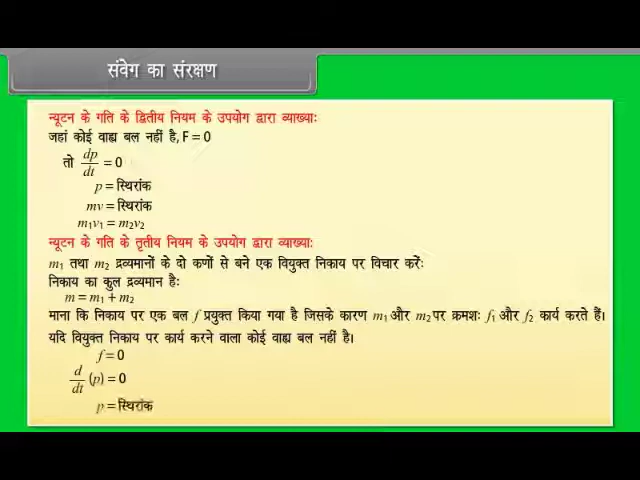 संवेग का संरक्षण
न्यूटन के गति के द्वितीय नियम के उपयोग द्वारा व्याख्याः
जहां कोई वाह्य बल नहीं है, F = 0
तो dp/dt = 0
p = स्थिरांक
mv = स्थिरांक
m₁v₁ = m₂v₂
न्यूटन के गति के तृतीय नियम के उपयोग द्वारा व्याख्याः
m₁ तथा m₂ द्रव्यमानों के दो कणों से बने एक वियुक्त निकाय पर विचार करेंः
निकाय का कुल द्रव्यमान हैः
m = m₁ + m₂
माना कि निकाय पर एक बल f प्रयुक्त किया गया है जिसके कारण m₁ और m₂ पर क्रमशः f₁ और f₂ कार्य करते हैं।
यदि वियुक्त निकाय पर कार्य करने वाला कोई वाह्य बल नहीं है।
f = 0
d/dt (p) = 0
p = स्थिरांक